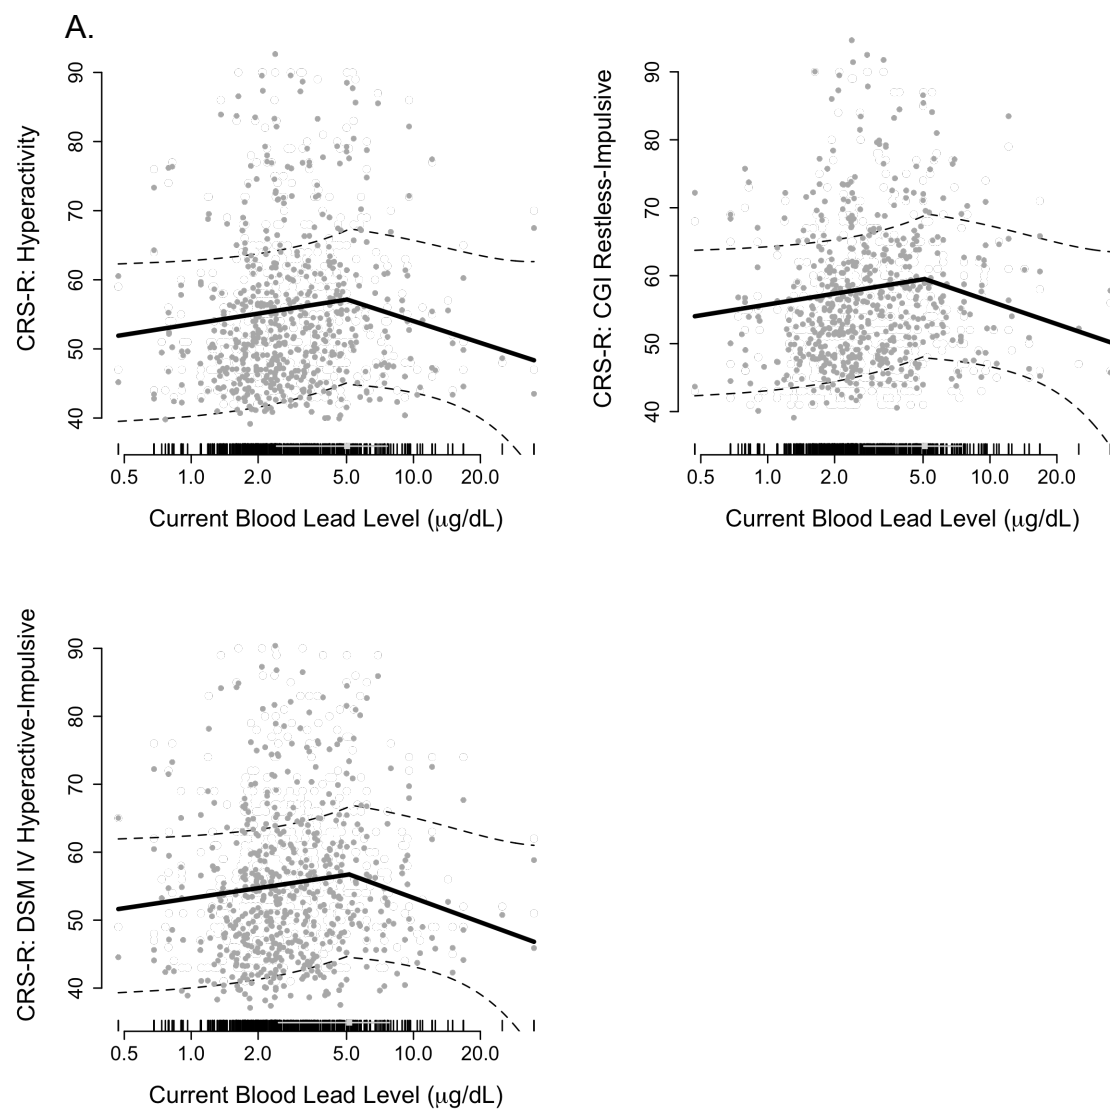 A.
CRS-R: Hyperactivity
90
80
70
60
50
40
0.5 1.0 2.0 5.0 10.0 20.0
Current Blood Lead Level (μg/dL)
CRS-R: CGI Restless-Impulsive
90
80
70
60
50
40
0.5 1.0 2.0 5.0 10.0 20.0
Current Blood Lead Level (μg/dL)
CRS-R: DSM IV Hyperactive-Impulsive
90
80
70
60
50
40
0.5 1.0 2.0 5.0 10.0 20.0
Current Blood Lead Level (μg/dL)